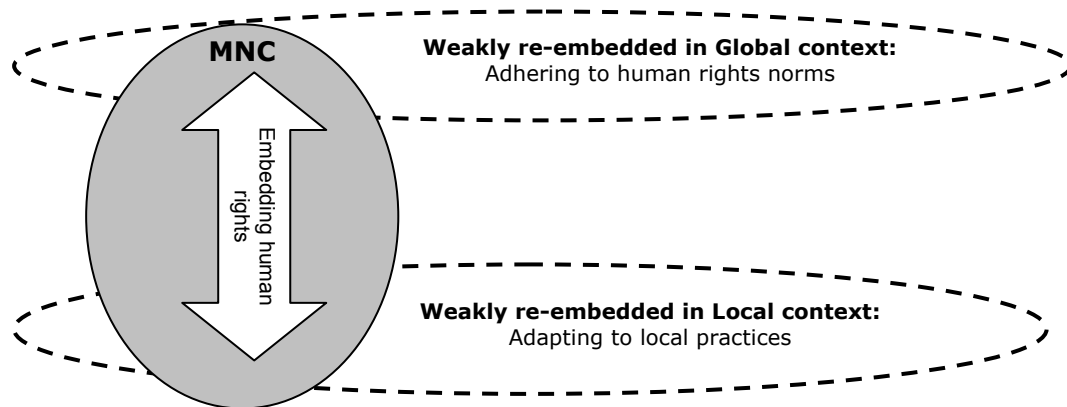 MNC
Weakly re-embedded in Global context:
Adhering to human rights norms
Embedding human
rights
Weakly re-embedded in Local context:
Adapting to local practices